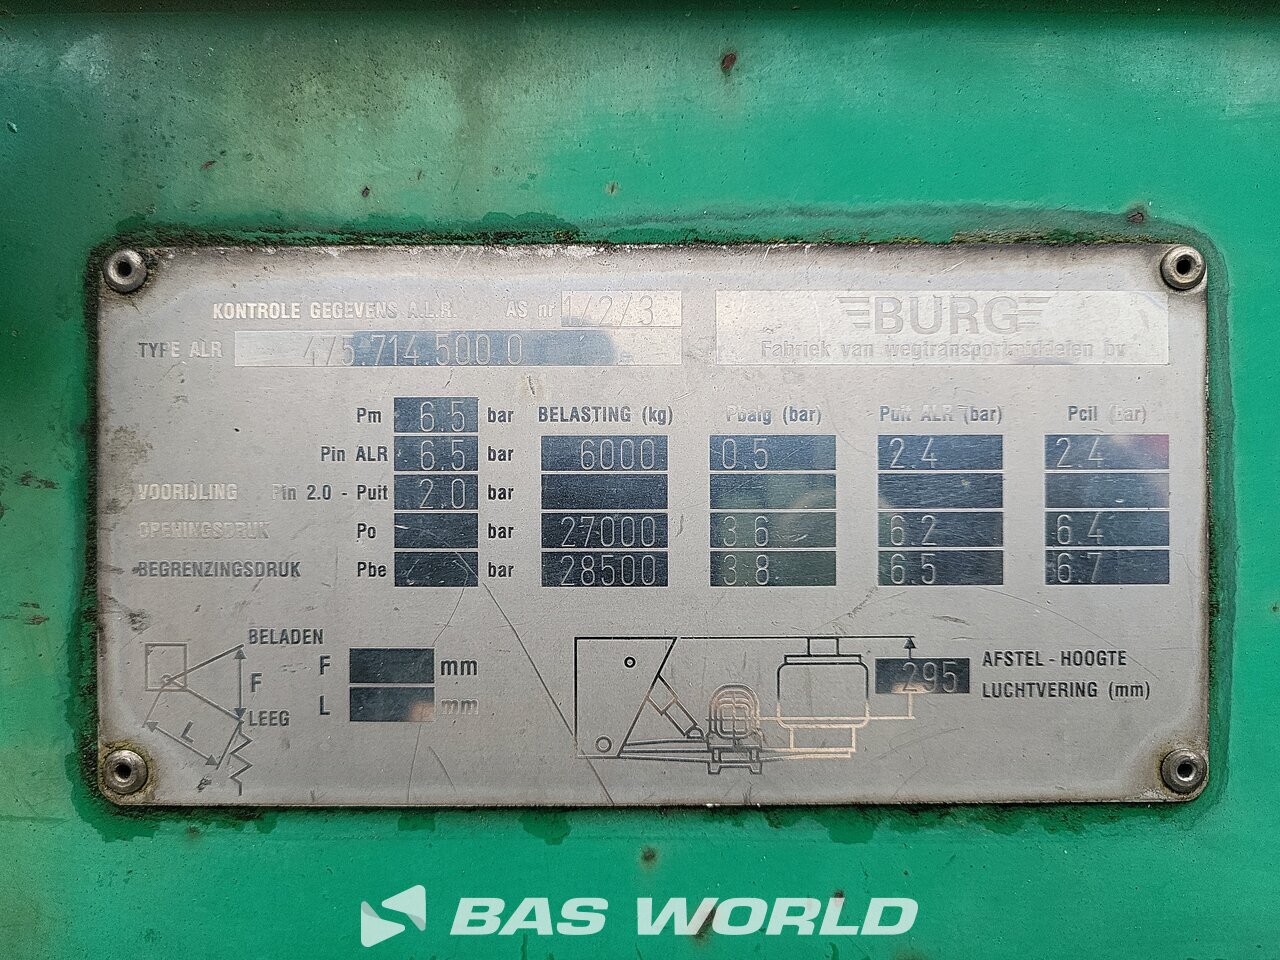 KONTROLE GEGEVENS A.L.R. AS nr 1/2/3
BURG
TYPE ALR 475.714.500.0
Fabriek van wegtransportmiddelen bv
Pm 6.5 bar BELASTING (kg) Pbalg (bar) Puit ALR (bar) Pcil (bar)
Pin ALR 6.5 bar 6000 0.5 2.4 2.4
VOORIJLING Pin 2.0 - Puit 2.0 bar
OPENINGSDRUK Po bar 27000 3.6 6.2 6.4
BEGRENZINGSDRUK Pbe bar 28500 3.8 6.5 6.7
BELADEN
F
LEEG
L
F mm
L mm
295
AFSTEL - HOOGTE
LUCHTVERING (mm)
BAS WORLD